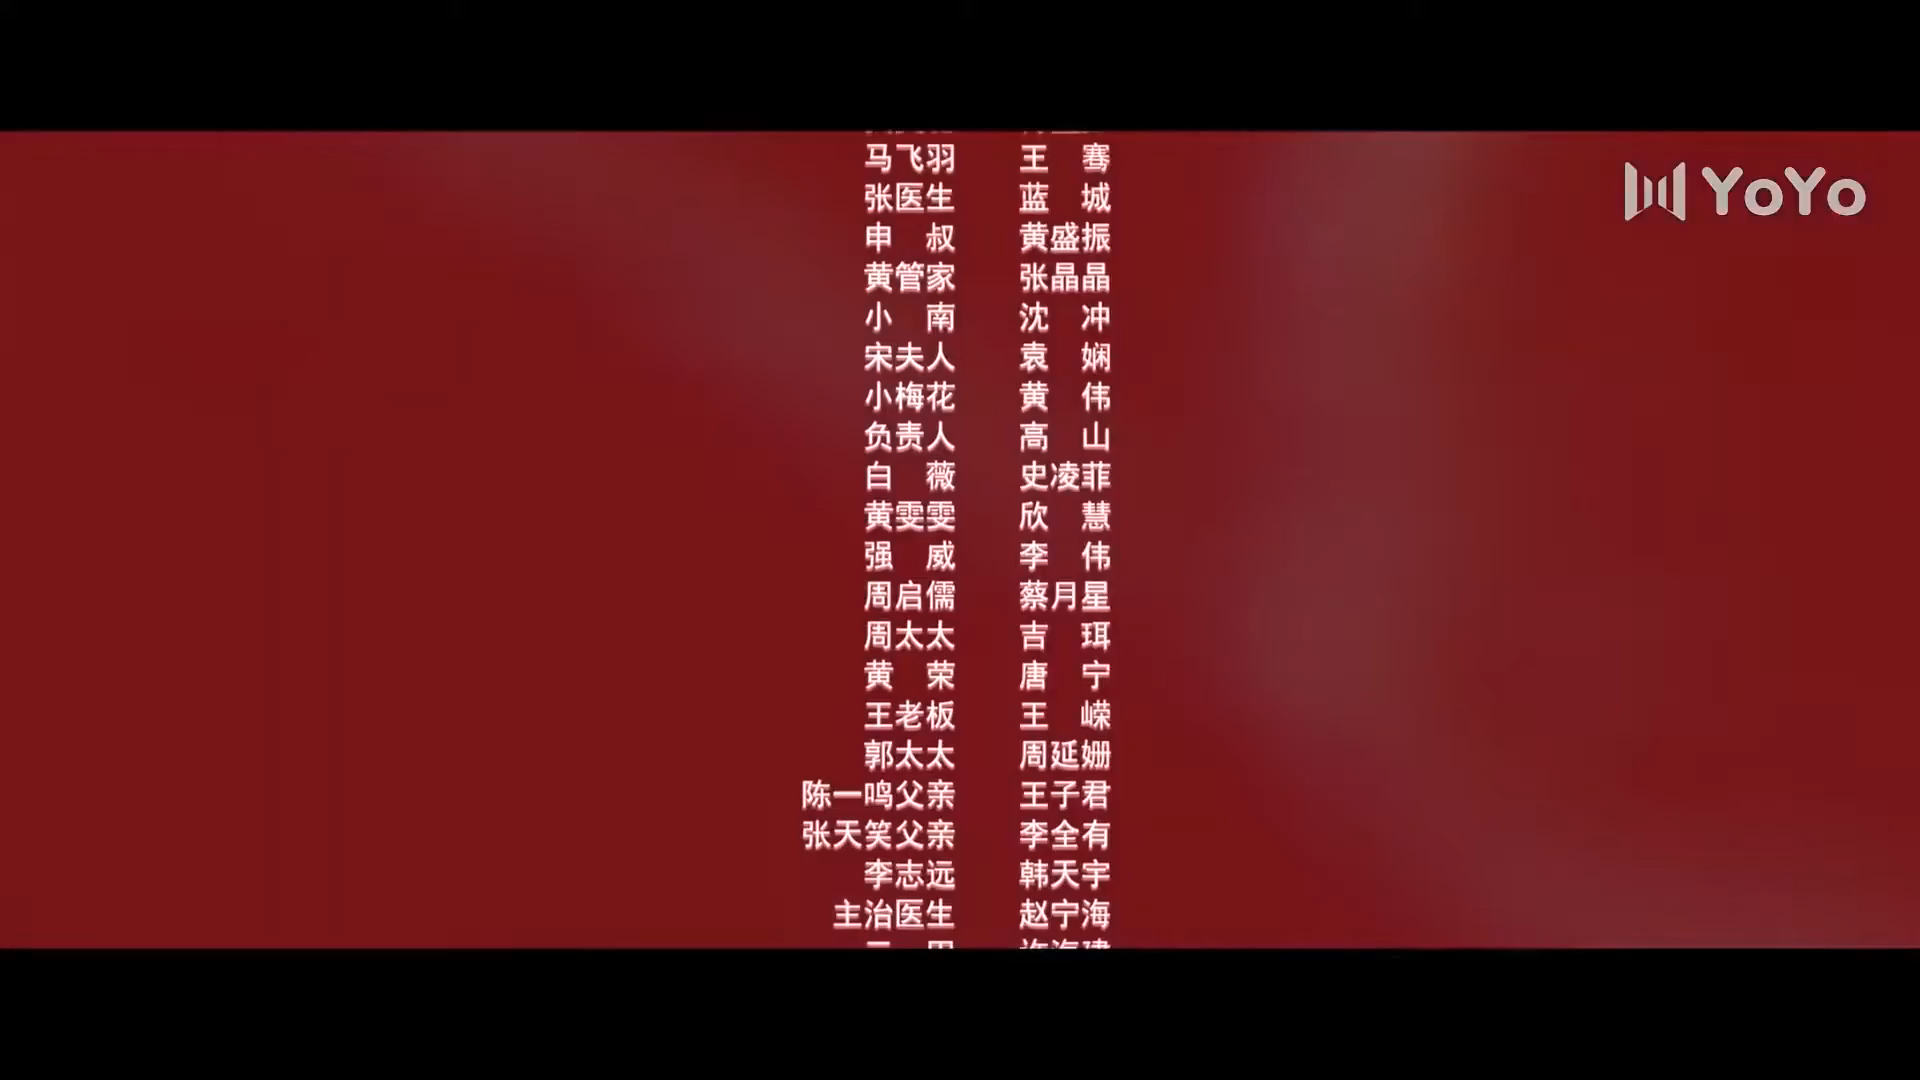 YoYo
马飞羽 王骞
张医生 蓝城
申叔 黄盛振
黄管家 张晶晶
小南 沈冲
宋夫人 袁娴
小梅花 黄伟
负责人 高山
白薇 史凌菲
黄雯雯 欣慧
强威 李伟
周启儒 蔡月星
周太太 吉珥
黄荣 唐宁
王老板 王嵘
郭太太 周延姗
陈一鸣父亲 王子君
张天笑父亲 李全有
李志远 韩天宇
主治医生 赵宁海